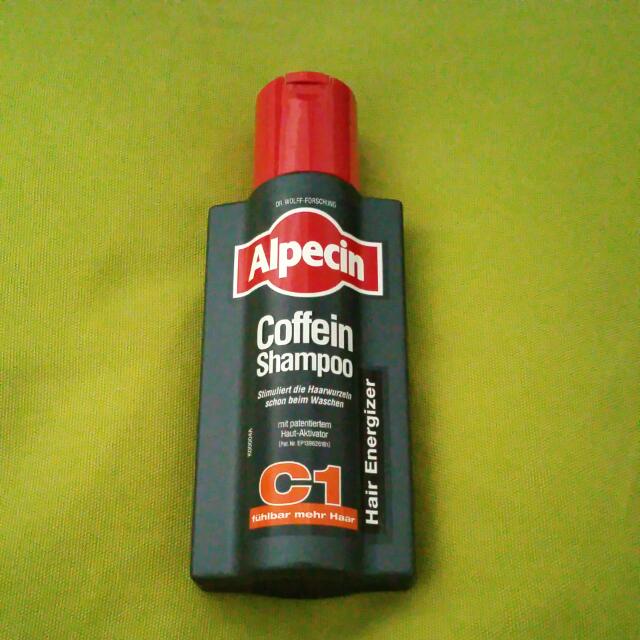 DR. WOLFF-FORSCHUNG
Alpecin
Coffein
Shampoo
Stimuliert die Haarwurzeln
schon beim Waschen
mit patentiertem
Haut-Aktivator
C1
fühlbar mehr Haar
Hair Energizer